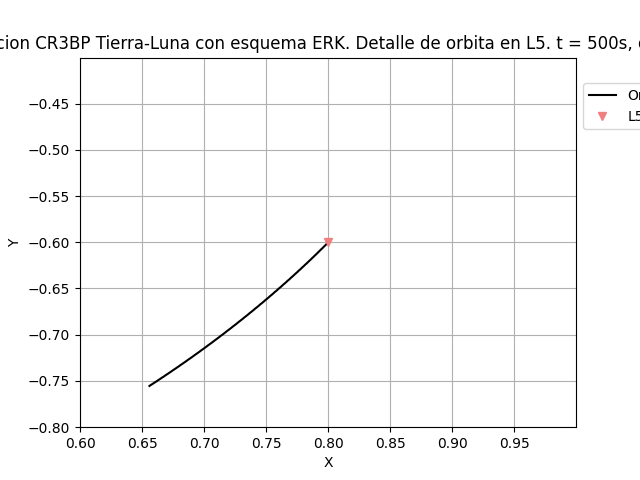 cion CR3BP Tierra-Luna con esquema ERK. Detalle de orbita en L5. t = 500s,
L5
Y
−0.45
−0.50
−0.55
−0.60
−0.65
−0.70
−0.75
−0.80
0.60 0.65 0.70 0.75 0.80 0.85 0.90 0.95
X